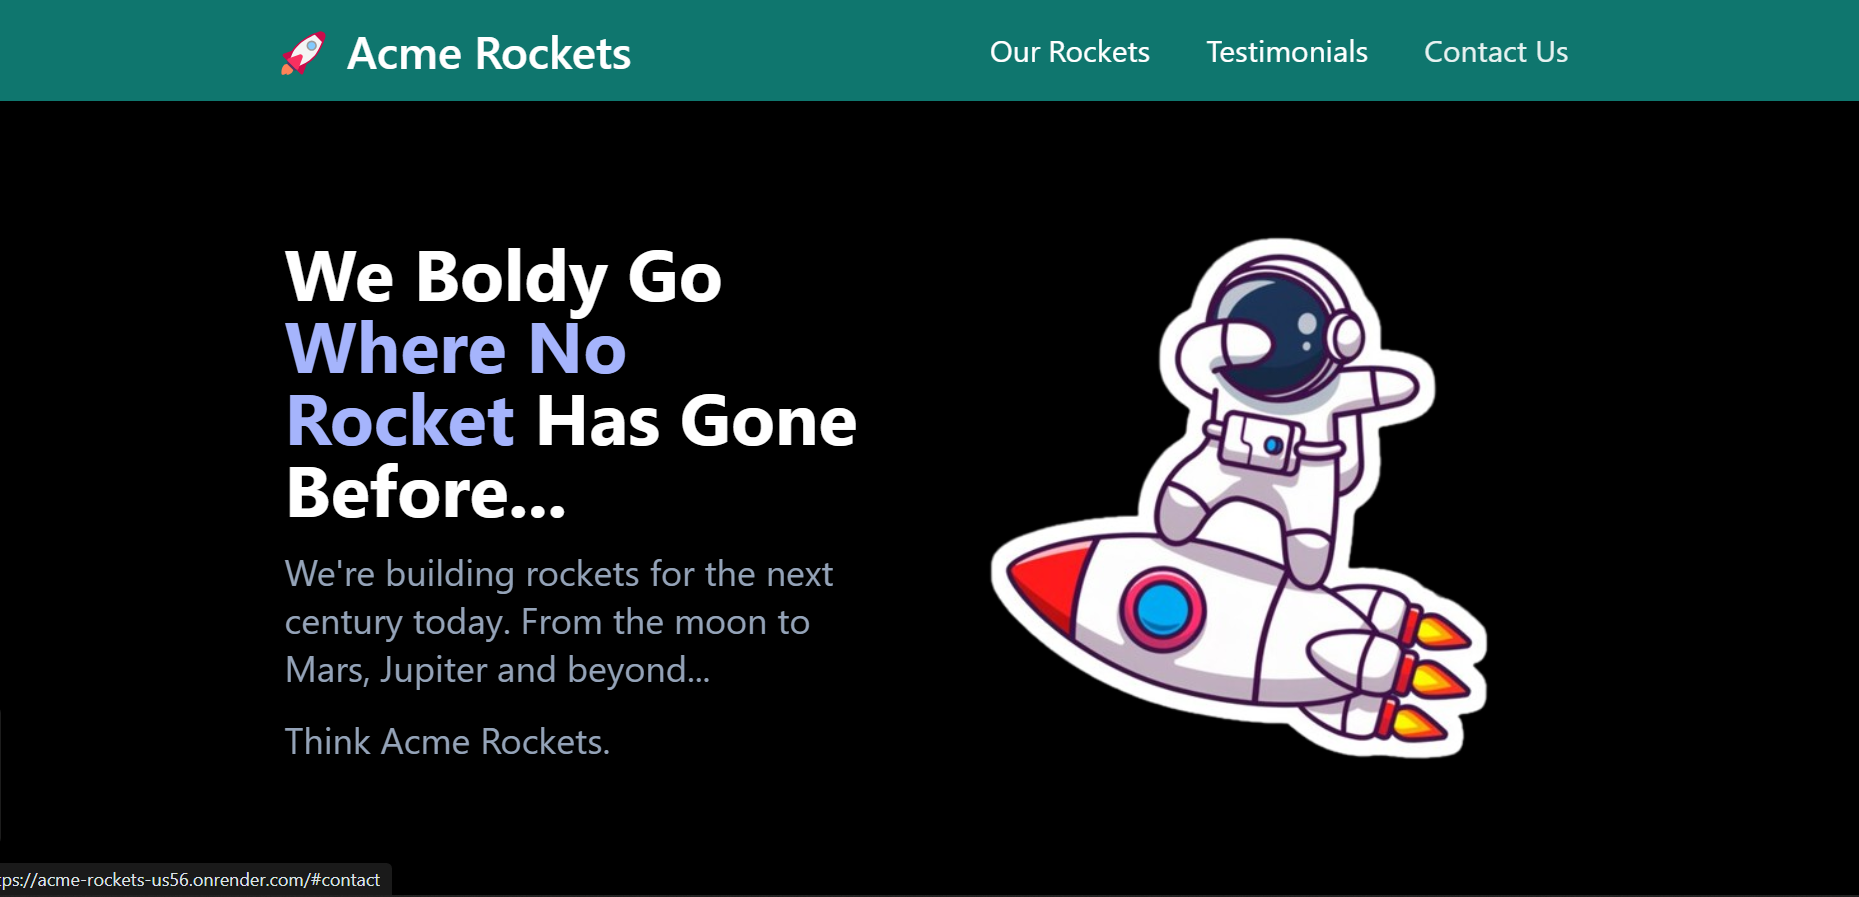 Acme Rockets
Our Rockets
Testimonials
Contact Us
We Boldy Go
Where No
Rocket Has Gone
Before...
We're building rockets for the next
century today. From the moon to
Mars, Jupiter and beyond...
Think Acme Rockets.
tps://acme-rockets-us56.onrender.com/#contact